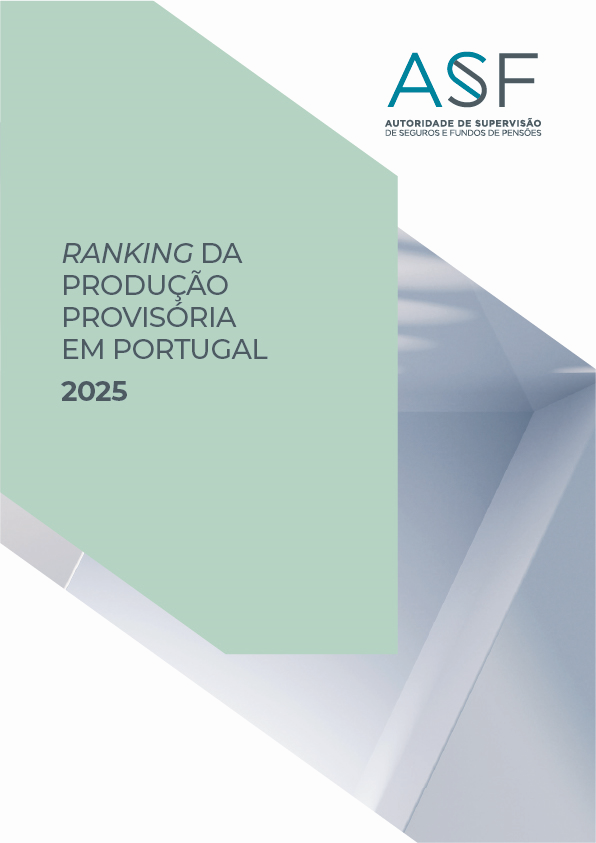 ASF
AUTORIDADE DE SUPERVISÃO
DE SEGUROS E FUNDOS DE PENSÕES
RANKING DA
PRODUÇÃO
PROVISÓRIA
EM PORTUGAL
2025